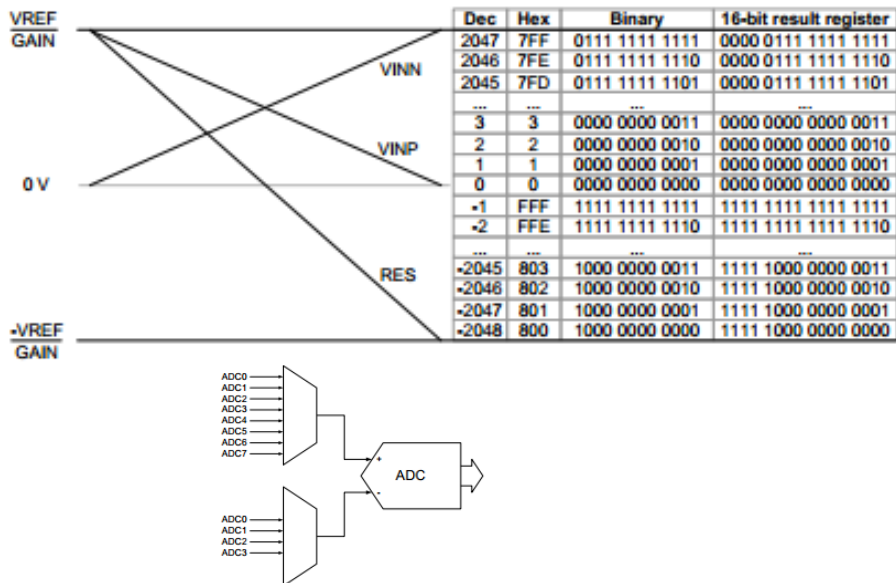 VREF
GAIN
VINN
VINP
0 V
RES
-VREF
GAIN
Dec Hex Binary 16-bit result register
2047 7FF 0111 1111 1111 0000 0111 1111 1111
2046 7FE 0111 1111 1110 0000 0111 1111 1110
2045 7FD 0111 1111 1101 0000 0111 1111 1101
... ... ... ...
3 3 0000 0000 0011 0000 0000 0000 0011
2 2 0000 0000 0010 0000 0000 0000 0010
1 1 0000 0000 0001 0000 0000 0000 0001
0 0 0000 0000 0000 0000 0000 0000 0000
-1 FFF 1111 1111 1111 1111 1111 1111 1111
-2 FFE 1111 1111 1110 1111 1111 1111 1110
... ... ... ...
-2045 803 1000 0000 0011 1111 1000 0000 0011
-2046 802 1000 0000 0010 1111 1000 0000 0010
-2047 801 1000 0000 0001 1111 1000 0000 0001
-2048 800 1000 0000 0000 1111 1000 0000 0000
ADC0
ADC1
ADC2
ADC3
ADC4
ADC5
ADC6
ADC7
+
ADC
-
ADC0
ADC1
ADC2
ADC3